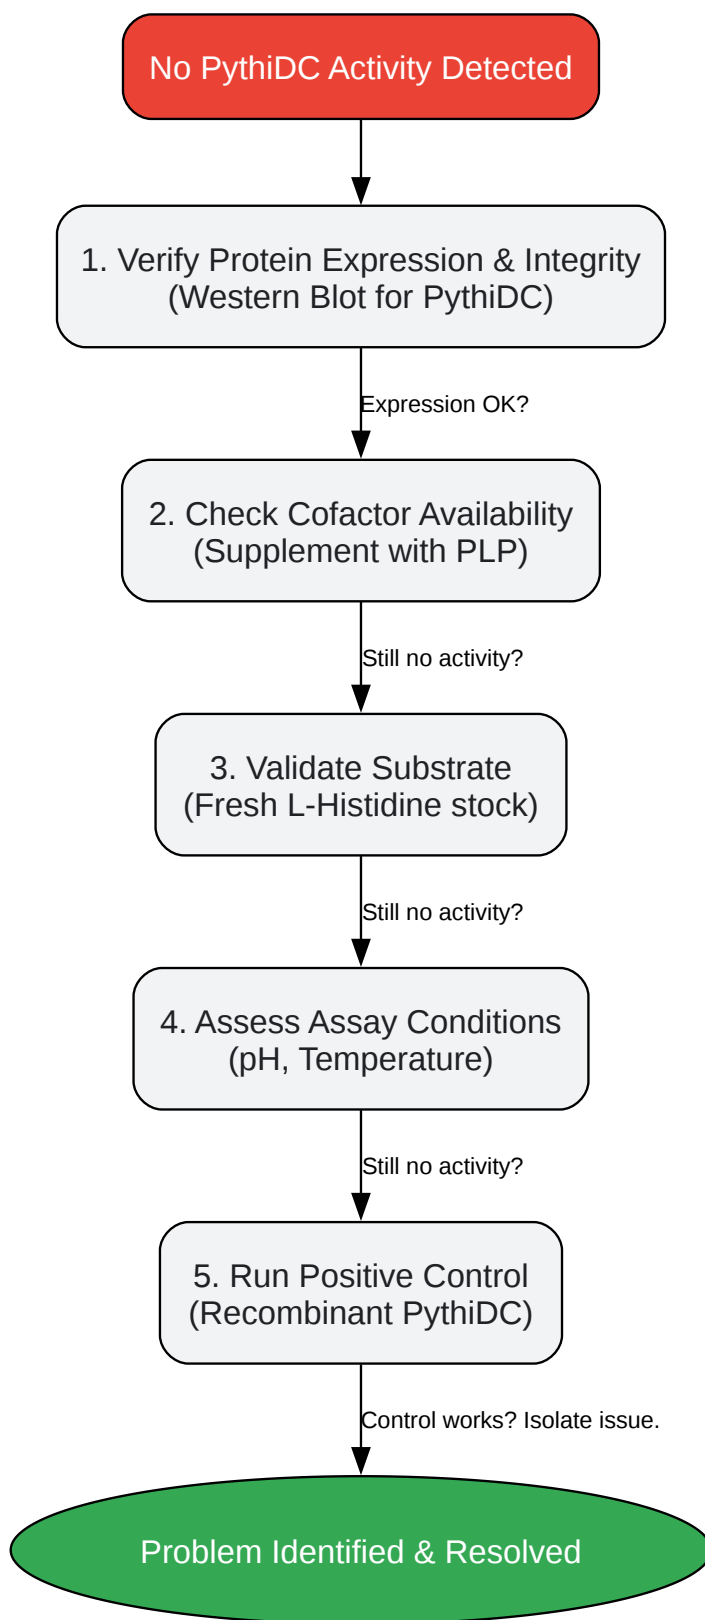 No PythiDC Activity Detected
1. Verify Protein Expression & Integrity
(Western Blot for PythiDC)
Expression OK?
2. Check Cofactor Availability
(Supplement with PLP)
Still no activity?
3. Validate Substrate
(Fresh L-Histidine stock)
Still no activity?
4. Assess Assay Conditions
(pH, Temperature)
Still no activity?
5. Run Positive Control
(Recombinant PythiDC)
Control works? Isolate issue.
Problem Identified & Resolved